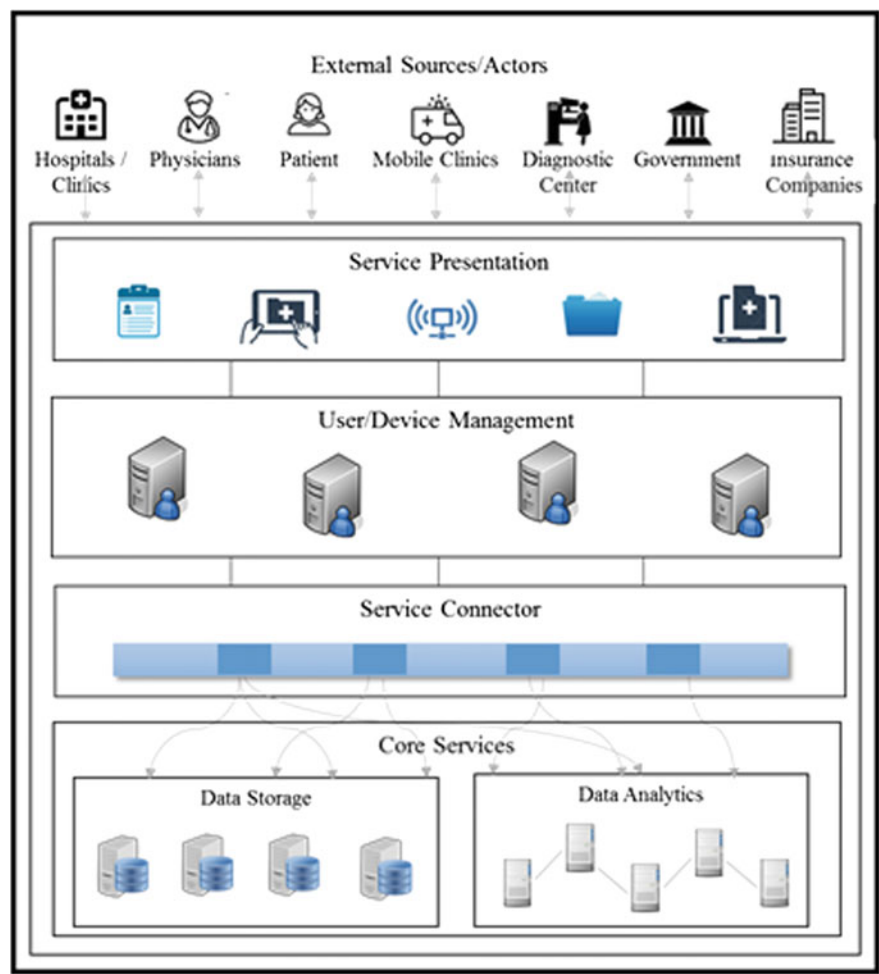 External Sources/Actors
Hospitals / Physicians Patient Mobile Clinics Diagnostic Government Insurance
Clinics Center Companies
Service Presentation
User/Device Management
Service Connector
Core Services
Data Storage Data Analytics